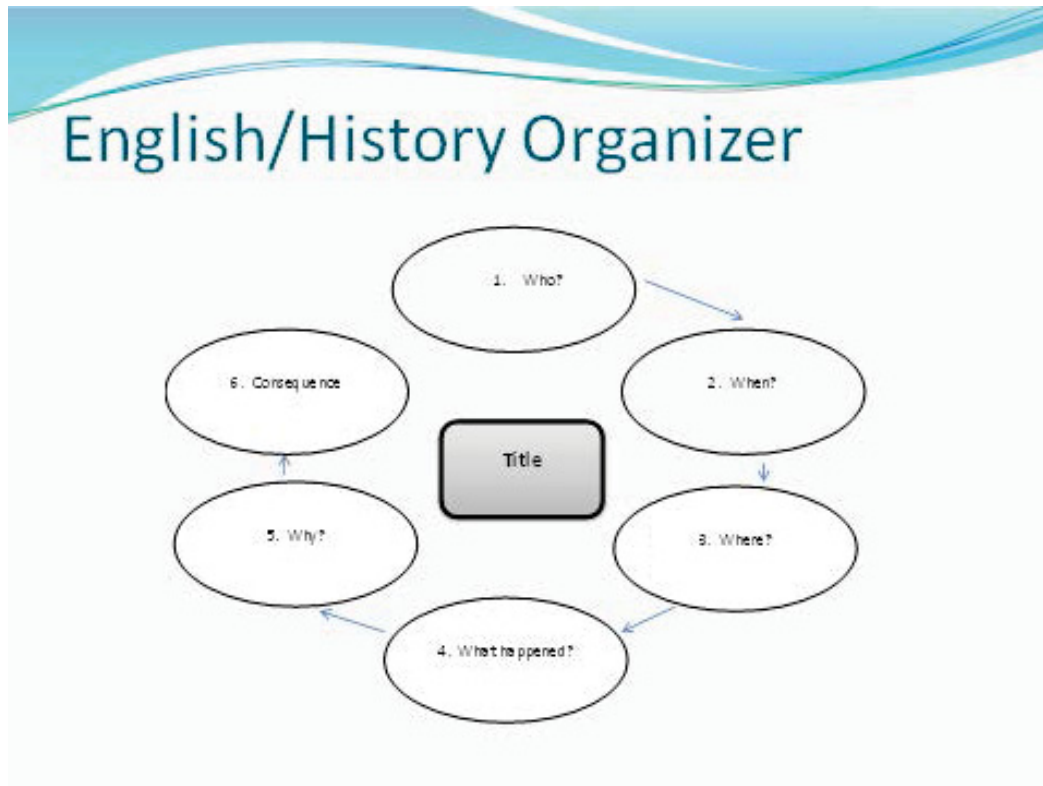 English/History Organizer
1. Who?
2. When?
3. Where?
4. What happened?
5. Why?
6. Consequence
Title